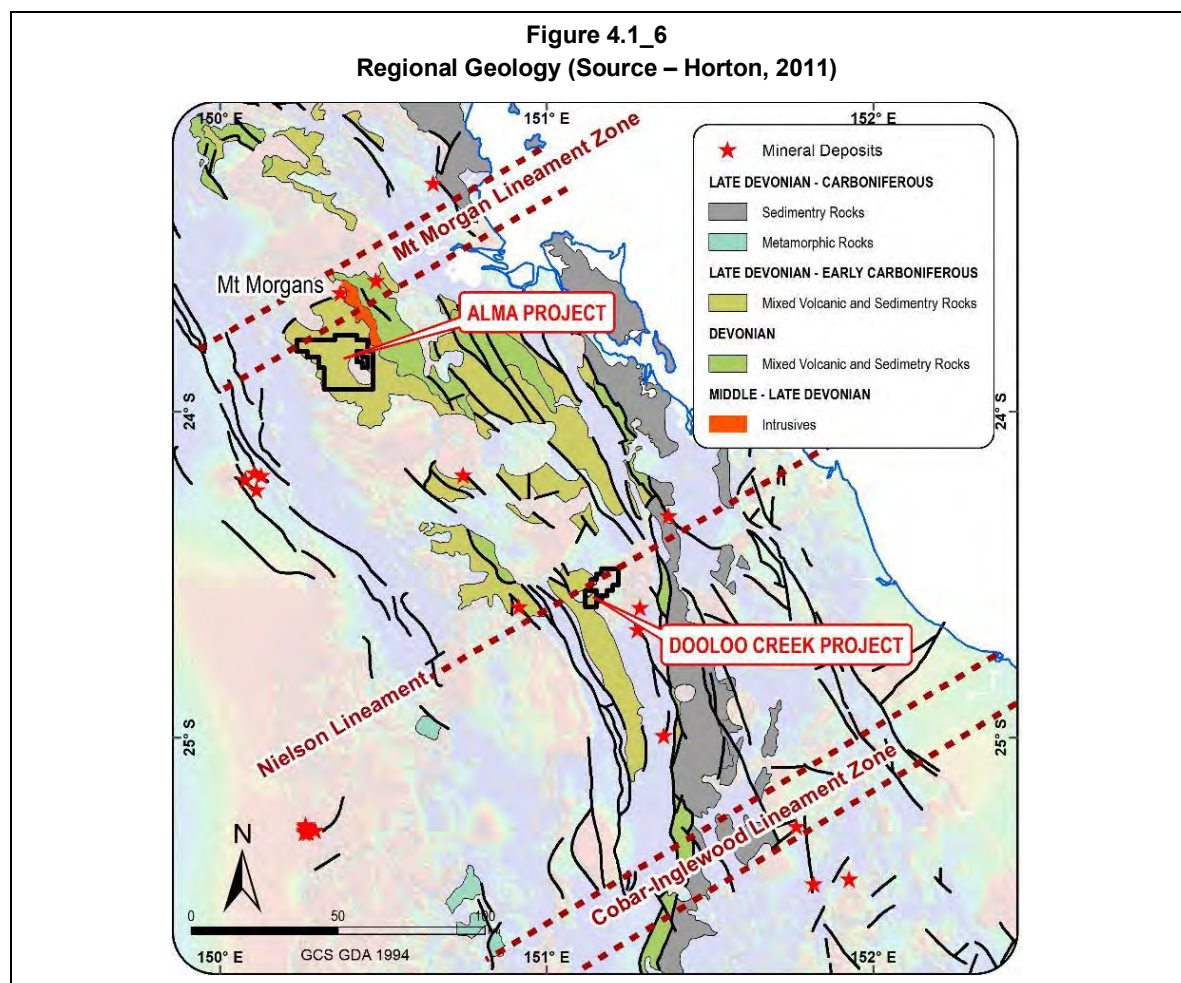 Figure 4.1_6
Regional Geology (Source – Horton, 2011)
150° E
151° E
152° E
Mineral Deposits
LATE DEVONIAN - CARBONIFEROUS
Sedimentry Rocks
Metamorphic Rocks
LATE DEVONIAN - EARLY CARBONIFEROUS
Mixed Volcanic and Sedimentry Rocks
DEVONIAN
Mixed Volcanic and Sedimetry Rocks
MIDDLE - LATE DEVONIAN
Intrusives
Mt Morgan Lineament Zone
Mt Morgans
ALMA PROJECT
24° S
24° S
DOOLOO CREEK PROJECT
Nielson Lineament
25° S
25° S
Cobar-Inglewood Lineament Zone
N
0
50
100
GCS GDA 1994
150° E
151° E
152° E